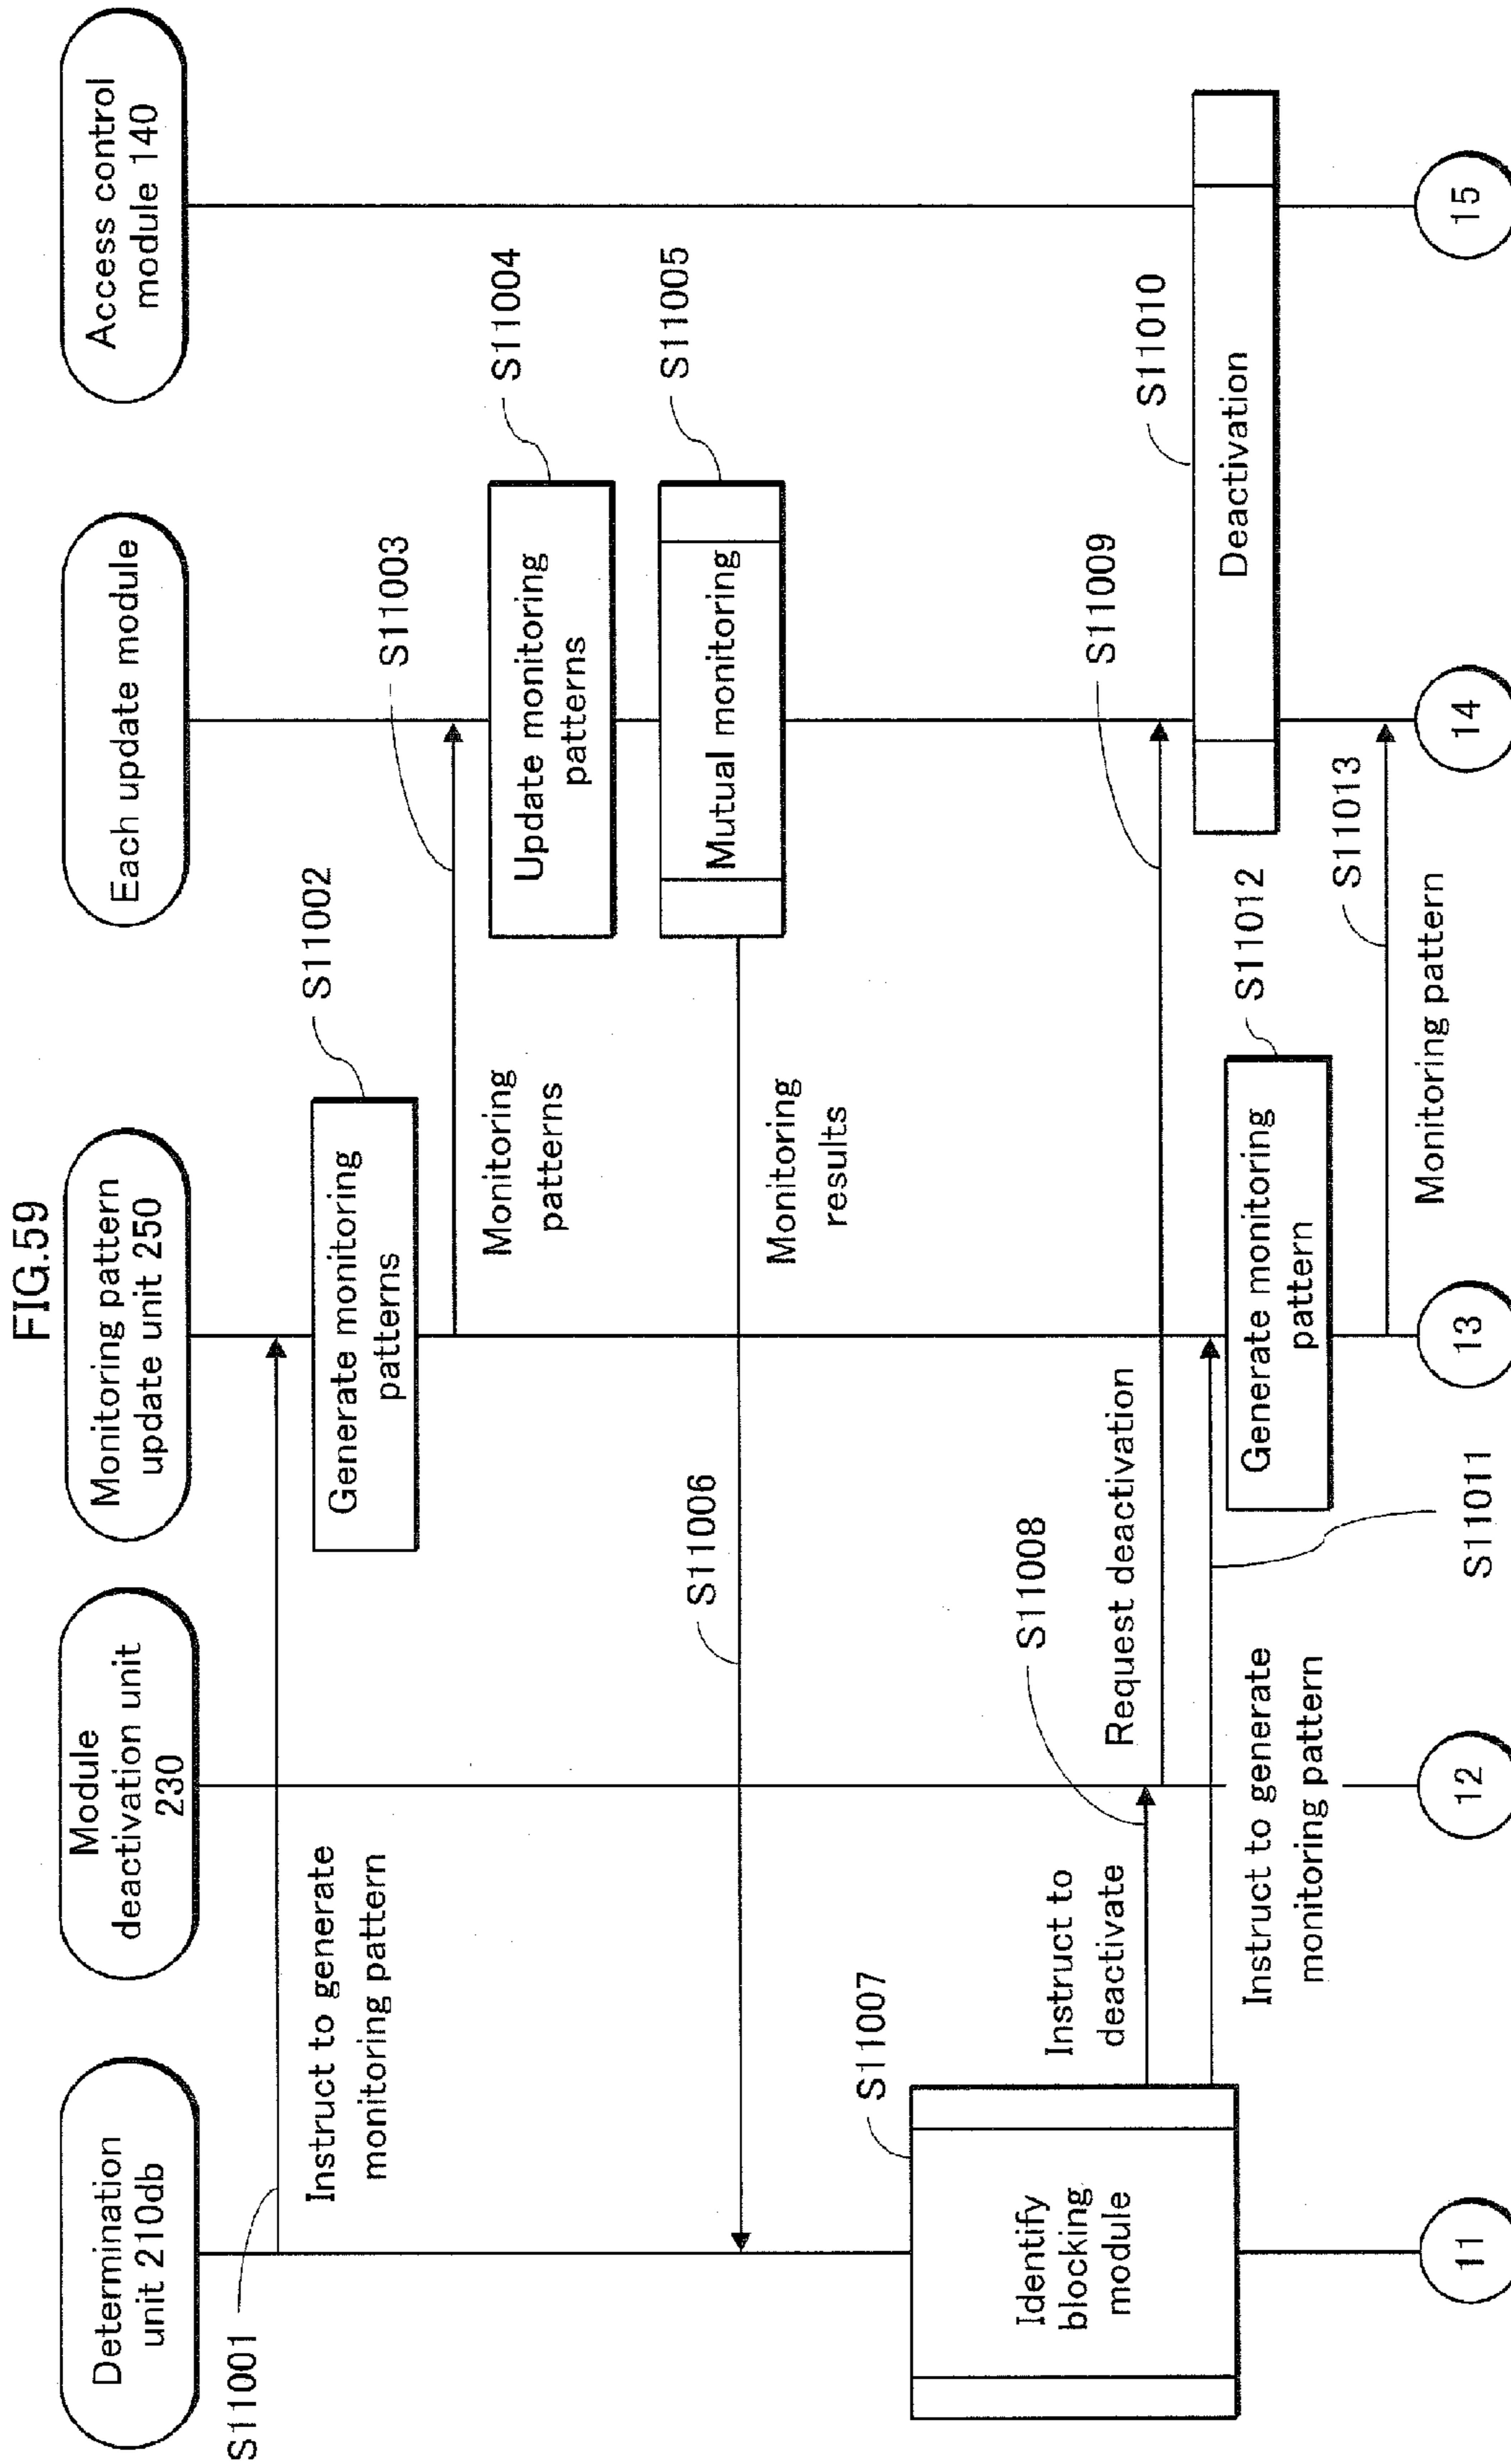 FIG.59
Determination
unit 210db
Module
deactivation unit
230
Monitoring pattern
update unit 250
Each update module
Access control
module 140
S11001
Instruct to generate
monitoring pattern
Generate monitoring
patterns
S11002
S11003
Monitoring
patterns
Update monitoring
patterns
S11004
Mutual monitoring
S11005
S11006
Monitoring
results
S11007
Identify
blocking
module
Instruct to
deactivate
S11008
Request deactivation
S11009
Deactivation
S11010
Instruct to generate
monitoring pattern
S11011
Generate monitoring
pattern
S11012
S11013
Monitoring pattern
11
12
13
14
15